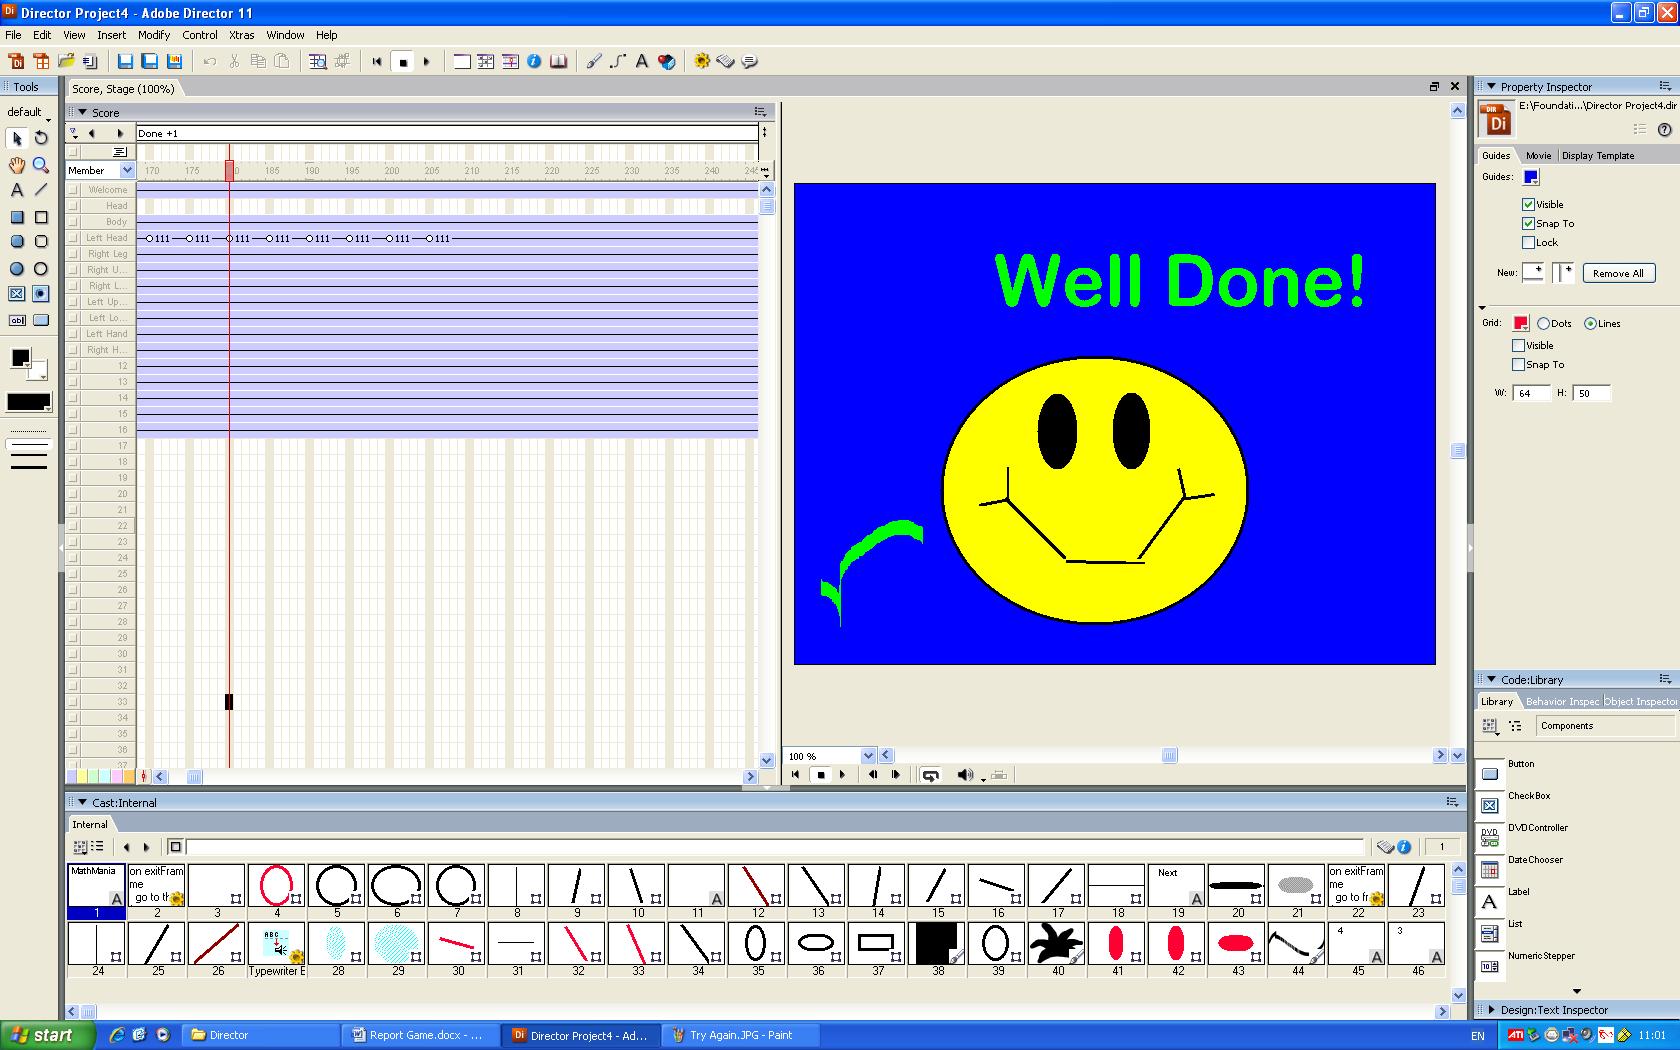 Director Project4 - Adobe Director 11
File Edit View Insert Modify Control Xtras Window Help
Tools
default
Score, Stage (100%)
Score
Done +1
Member
170 175 185 190 195 200 205 210 215 220 225 230 235 240
Welcome
Head
Body
Left Head 111 111 111 111 111 111 111 111
Right Leg
Right U...
Right L...
Left Up...
Left Lo...
Left Hand
Right H...
12
13
14
15
16
17
18
19
20
21
22
23
24
25
26
27
28
29
30
31
32
33
34
35
36
37
Well Done!
100 %
Property Inspector
E:\Foundati...\Director Project4.dir
Guides Movie Display Template
Guides:
Visible
Snap To
Lock
New: Remove All
Grid: Dots Lines
Visible
Snap To
W: 64 H: 50
Code:Library
Library Behavior Inspec Object Inspector
Components
Button
CheckBox
DVDController
DateChooser
Label
List
NumericStepper
Design:Text Inspector
Cast:Internal
Internal
1
MathMania
on exitFram
me
go to th
Next
on exitFram
me
go to fr
1 2 3 4 5 6 7 8 9 10 11 12 13 14 15 16 17 18 19 20 21 22 23
ABC
4 3
24 25 26 Typewriter E 28 29 30 31 32 33 34 35 36 37 38 39 40 41 42 43 44 45 46
start Director Report Game.docx - ... Director Project4 - Ad... Try Again.JPG - Paint EN ATI 11:01